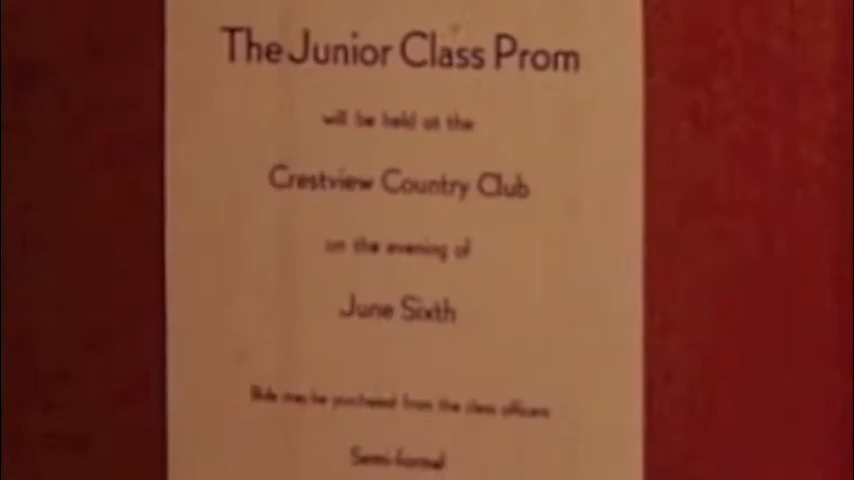 The Junior Class Prom
will be held at the
Crestview Country Club
on the evening of
June Sixth
Bids may be purchased from the class officers
Semi-formal